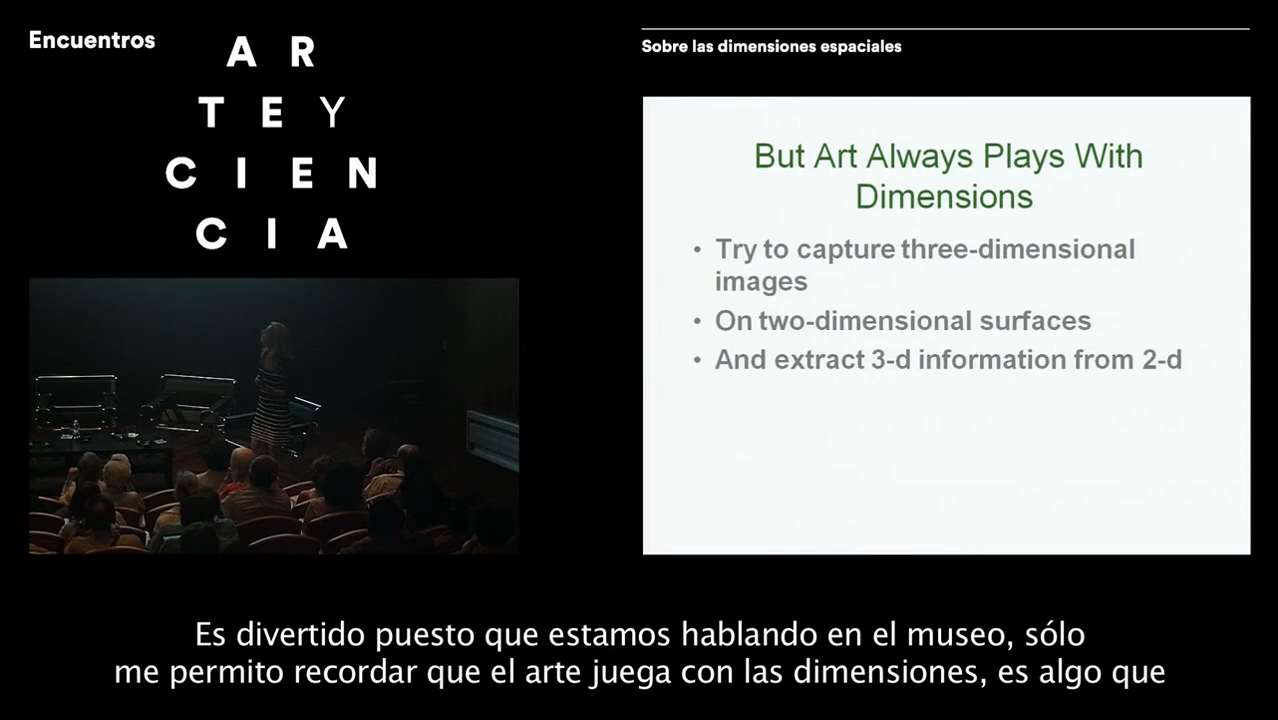 Encuentros
A R
T E Y
C I E N
C I A
Sobre las dimensiones espaciales
But Art Always Plays With
Dimensions
• Try to capture three-dimensional
images
• On two-dimensional surfaces
• And extract 3-d information from 2-d
Es divertido puesto que estamos hablando en el museo, sólo
me permito recordar que el arte juega con las dimensiones, es algo que